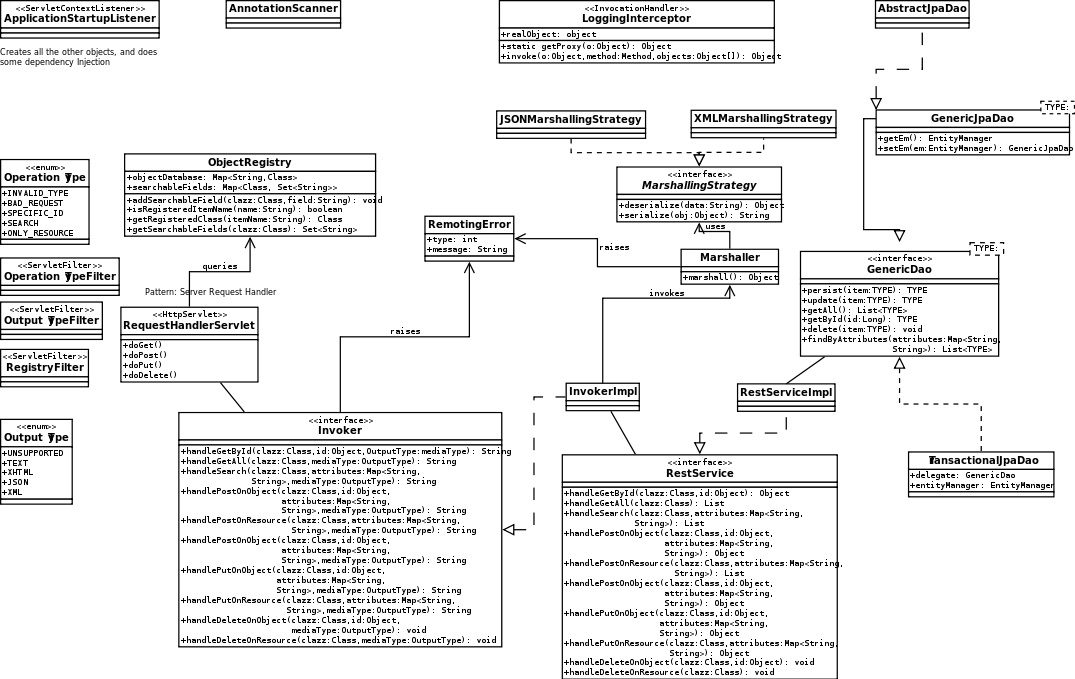 <<ServletContextListener>>
ApplicationStartupListener
Creates all the other objects, and does
some dependency Injection
AnnotationScanner
<<InvocationHandler>>
LoggingInterceptor
+realObject: object
+static getProxy(o:Object): Object
+invoke(o:Object,method:Method,objects:Object[]): Object
AbstractJpaDao
TYPE:
GenericJpaDao
+getEm(): EntityManager
+setEm(em:EntityManager): GenericJpaDao
JSONMarshallingStrategy
XMLMarshallingStrategy
<<interface>>
MarshallingStrategy
+deserialize(data:String): Object
+serialize(obj:Object): String
uses
<<enum>>
Operation Type
+INVALID_TYPE
+BAD_REQUEST
+SPECIFIC_ID
+SEARCH
+ONLY_RESOURCE
ObjectRegistry
+objectDatabase: Map<String,Class>
+searchableFields: Map<Class, Set<String>>
+addSearchableField(clazz:Class,field:String): void
+isRegisteredItemName(name:String): boolean
+getRegisteredClass(itemName:String): Class
+getSearchableFields(clazz:Class): Set<String>
RemotingError
+type: int
+message: String
raises
Marshaller
+marshall(): Object
TYPE:
<<interface>>
GenericDao
+persist(item:TYPE): TYPE
+update(item:TYPE): TYPE
+getAll(): List<TYPE>
+getById(id:Long): TYPE
+delete(item:TYPE): void
+findByAttributes(attributes:Map<String,
String>): List<TYPE>
<<ServletFilter>>
Operation TypeFilter
queries
Pattern: Server Request Handler
invokes
<<ServletFilter>>
Output TypeFilter
<<HttpServlet>>
RequestHandlerServlet
+doGet()
+doPost()
+doPut()
+doDelete()
raises
<<ServletFilter>>
RegistryFilter
InvokerImpl
RestServiceImpl
<<enum>>
Output Type
+UNSUPPORTED
+TEXT
+XHTML
+JSON
+XML
<<interface>>
Invoker
+handleGetById(clazz:Class,id:Object,OutputType:mediaType): String
+handleGetAll(clazz:Class,mediaType:OutputType): String
+handleSearch(clazz:Class,attributes:Map<String,
String>,mediaType:OutputType): String
+handlePostOnObject(clazz:Class,id:Object,
attributes:Map<String,
String>,mediaType:OutputType): String
+handlePostOnResource(clazz:Class,attributes:Map<String,
String>,mediaType:OutputType): String
+handlePostOnObject(clazz:Class,id:Object,
attributes:Map<String,
String>,mediaType:OutputType): String
+handlePutOnObject(clazz:Class,id:Object,
attributes:Map<String,
String>,mediaType:OutputType): String
+handlePutOnResource(clazz:Class,attributes:Map<String,
String>,mediaType:OutputType): String
+handleDeleteOnObject(clazz:Class,id:Object,
mediaType:OutputType): void
+handleDeleteOnResource(clazz:Class,mediaType:OutputType): void
<<interface>>
RestService
+handleGetById(clazz:Class,id:Object): Object
+handleGetAll(clazz:Class): List
+handleSearch(clazz:Class,attributes:Map<String,
String>): List
+handlePostOnObject(clazz:Class,id:Object,
attributes:Map<String,
String>): Object
+handlePostOnResource(clazz:Class,attributes:Map<String,
String>): List
+handlePostOnObject(clazz:Class,id:Object,
attributes:Map<String,
String>): Object
+handlePutOnObject(clazz:Class,id:Object,
attributes:Map<String,
String>): Object
+handlePutOnResource(clazz:Class,attributes:Map<String,
String>): Object
+handleDeleteOnObject(clazz:Class,id:Object): void
+handleDeleteOnResource(clazz:Class): void
TransactionalJpaDao
+delegate: GenericDao
+entityManager: EntityManager